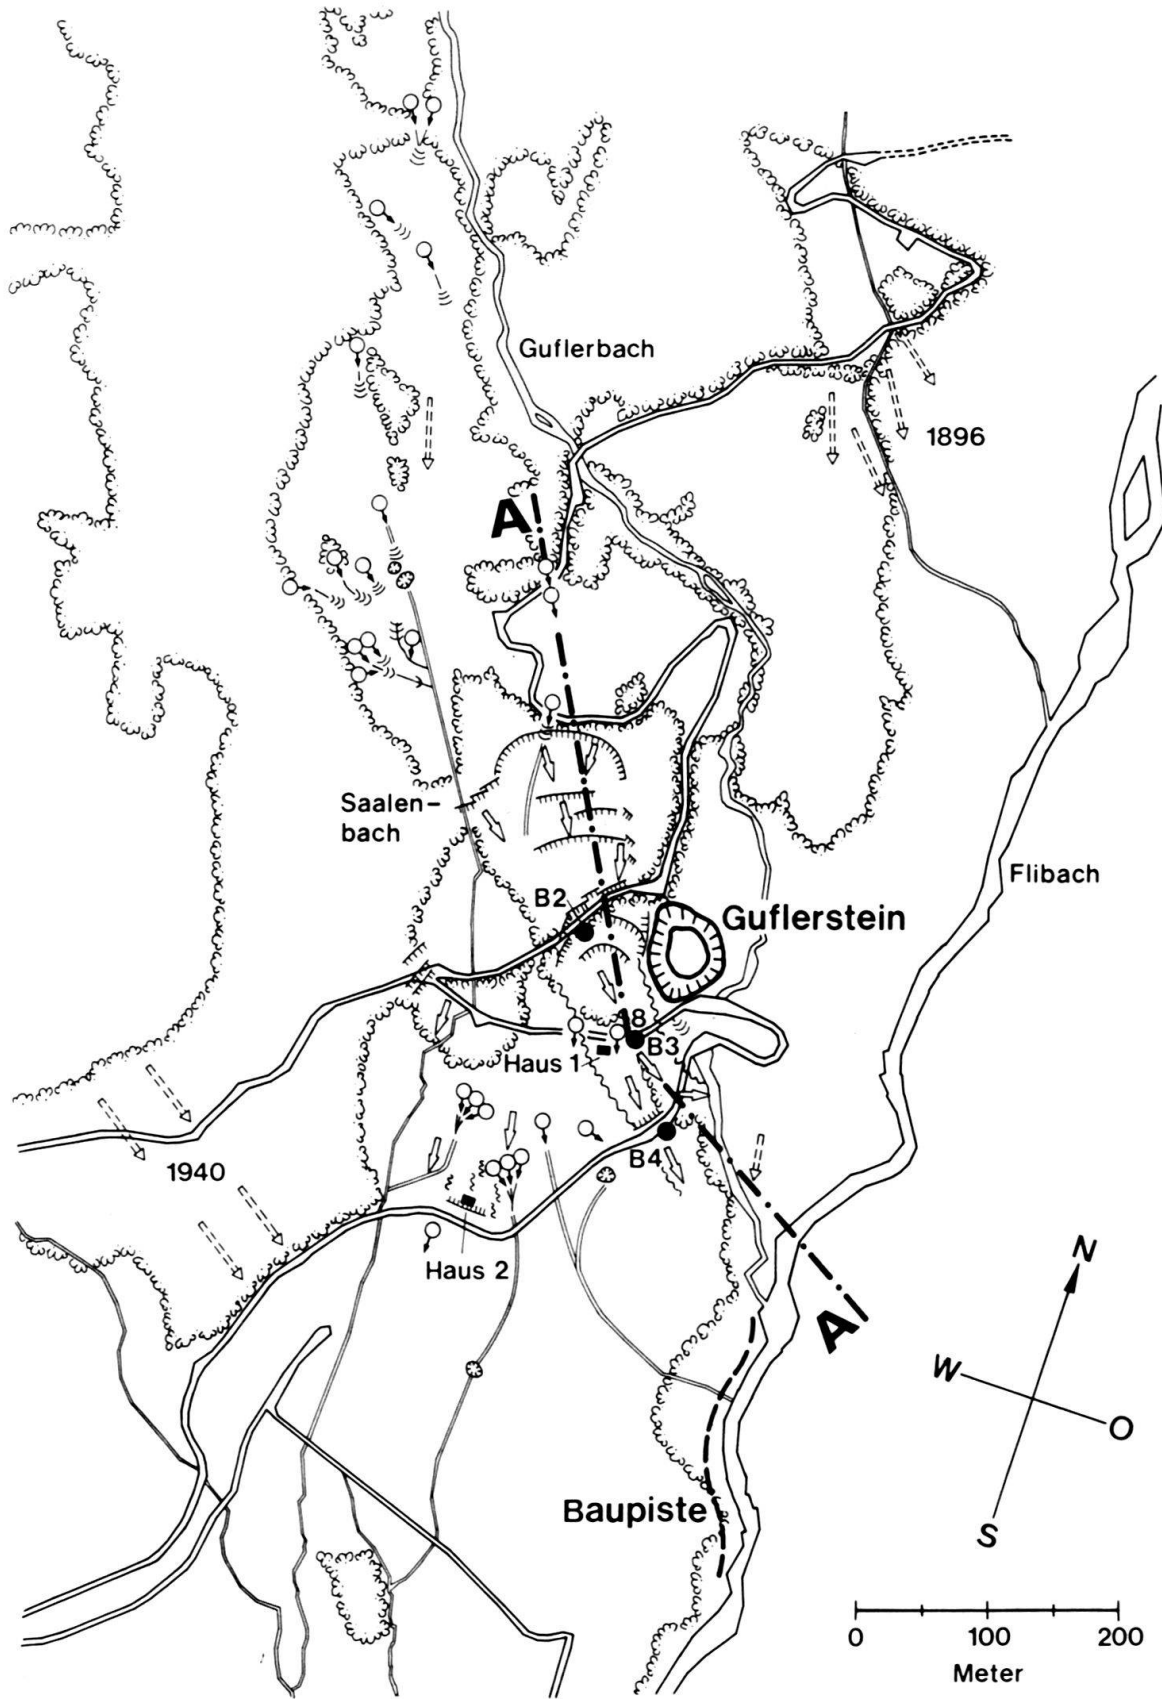 Guflerbach
1896
A
Saalen-
bach
Flibach
B2
Guflerstein
8
B3
Haus 1
B4
1940
Haus 2
N
A
W
O
Baupiste
S
0 100 200
Meter